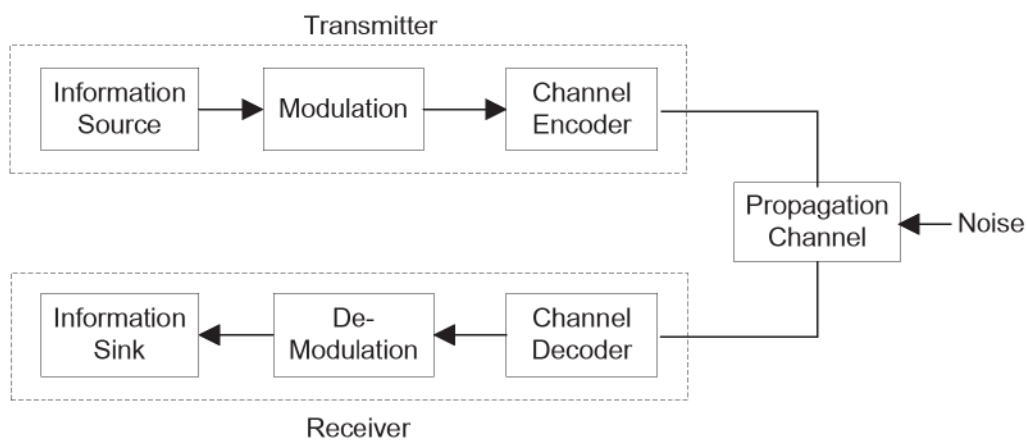 Transmitter
Information
Source
Modulation
Channel
Encoder
Propagation
Channel
Noise
Information
Sink
De-
Modulation
Channel
Decoder
Receiver